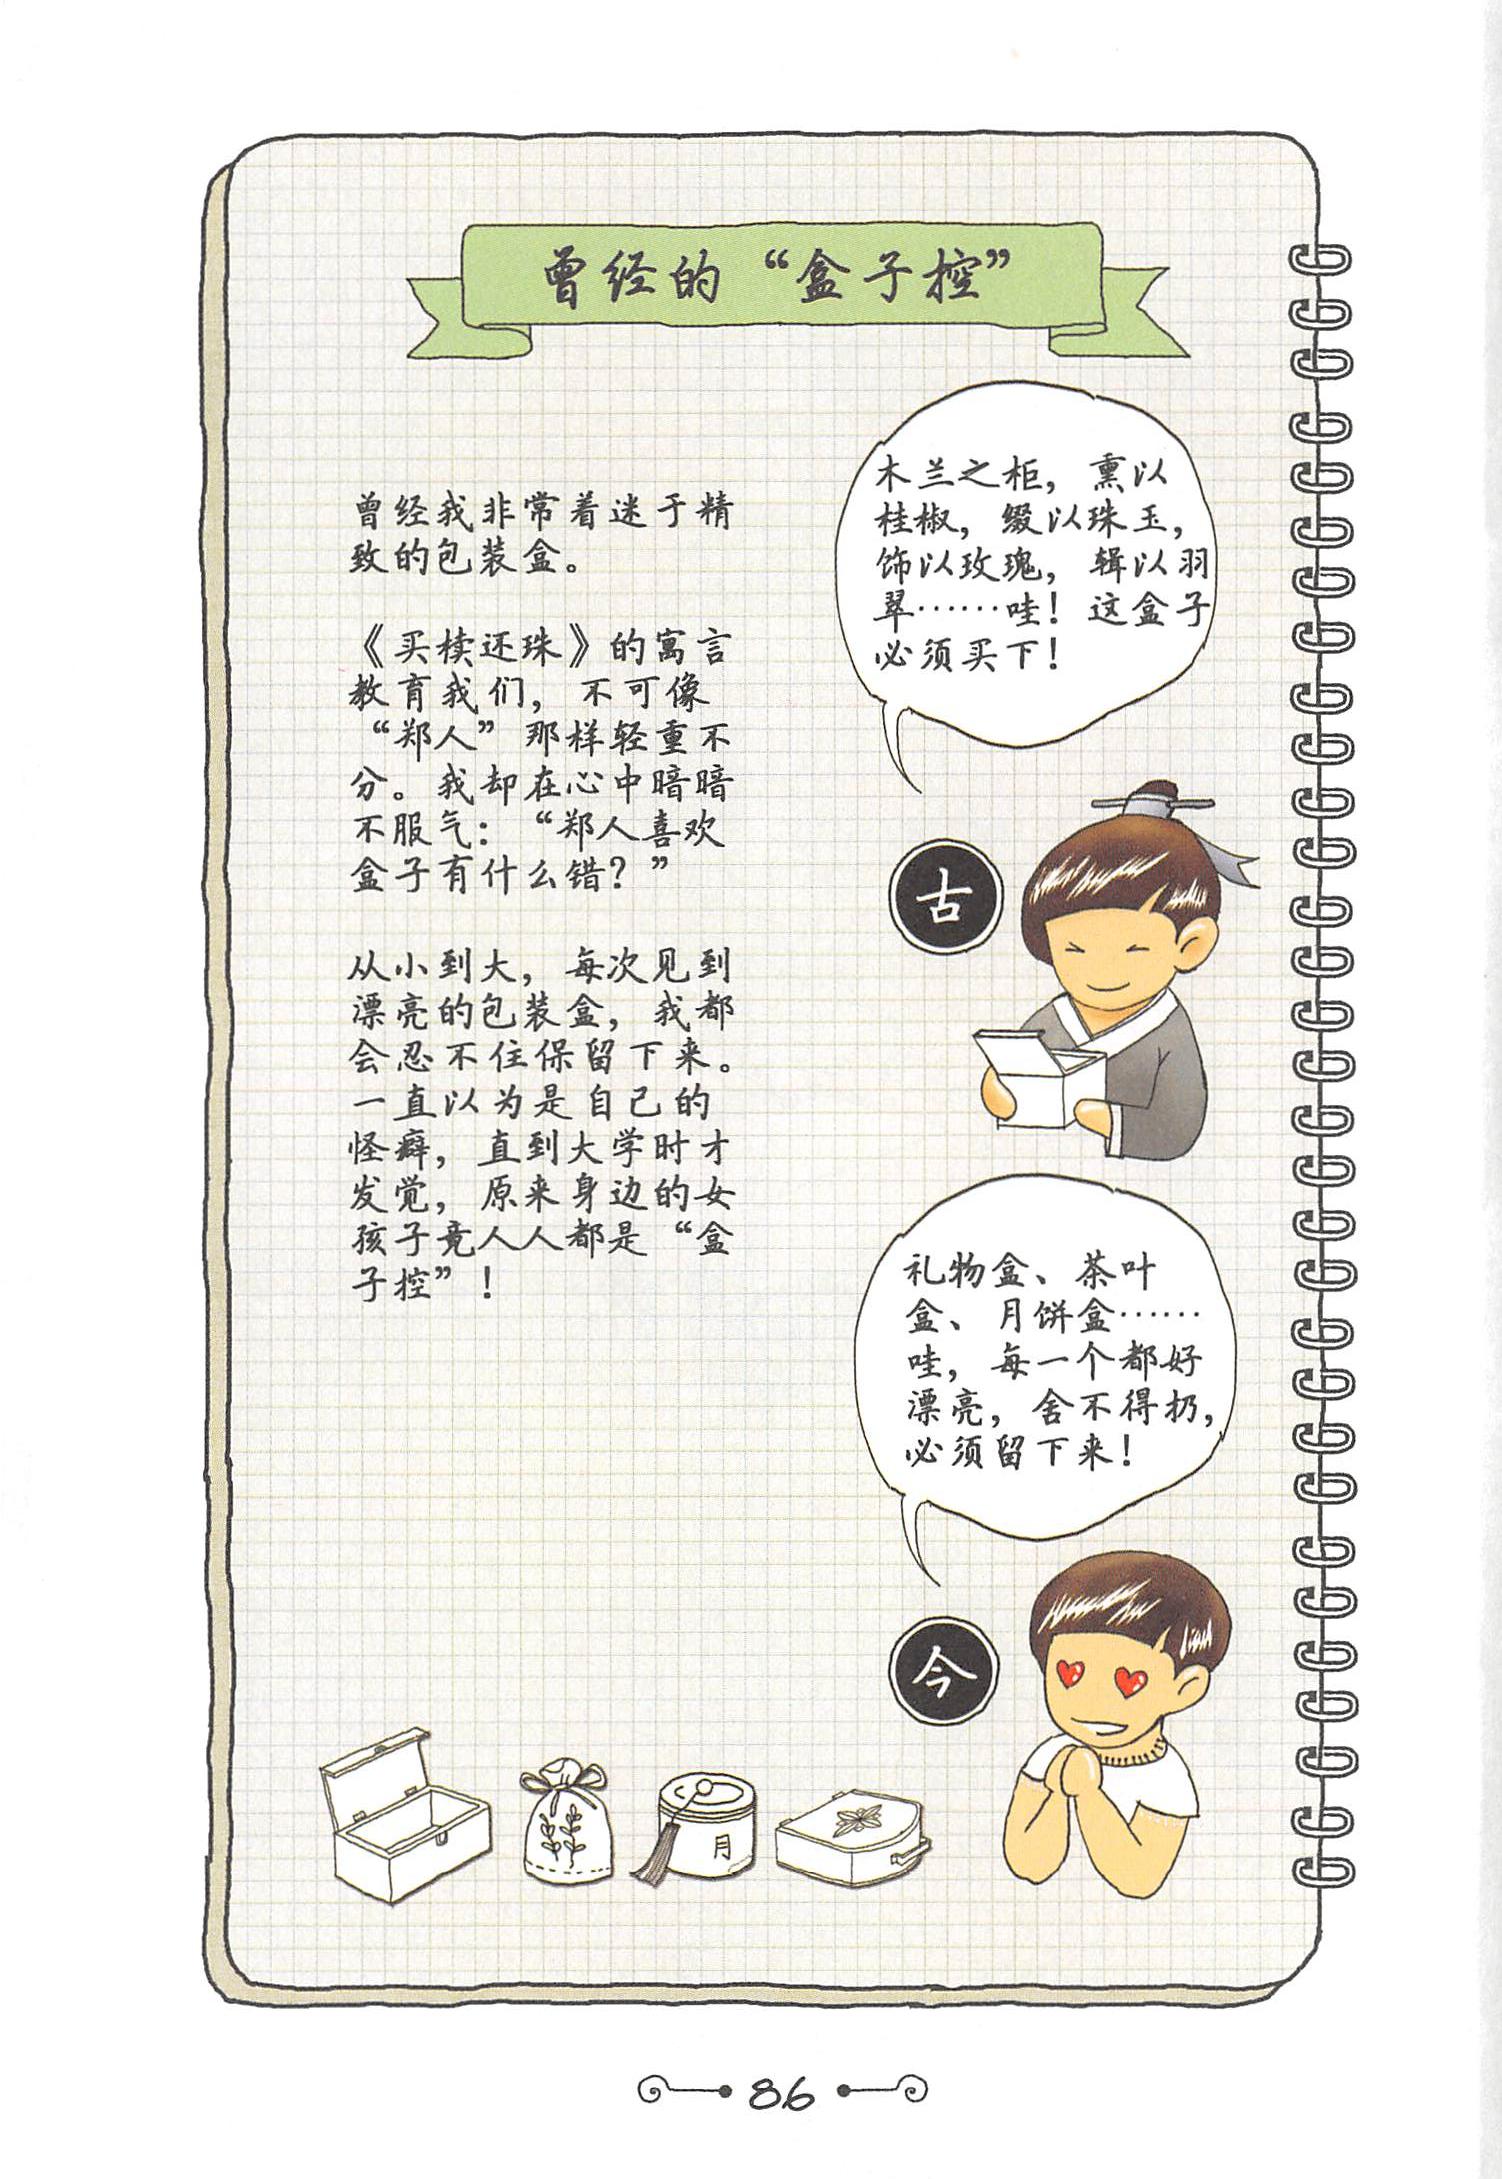 曾经的“盒子控”
曾经我非常着迷于精
致的包装盒。
《买椟还珠》的寓言
教育我们，不可像
“郑人”那样轻重不
分。我却在心中暗暗
不服气：“郑人喜欢
盒子有什么错？”
从小到大，每次见到
漂亮的包装盒，我都
会忍不住保留下来。
一直以为是自己的
怪癖，直到大学时才
发觉，原来身边的女
孩子竟人人都是“盒
子控”！
木兰之柜，熏以
桂椒，缀以珠玉，
饰以玫瑰，辑以羽
翠……哇！这盒子
必须买下！
古
礼物盒、茶叶
盒、月饼盒……
哇，每一个都好
漂亮，舍不得扔，
必须留下来！
今
月
86